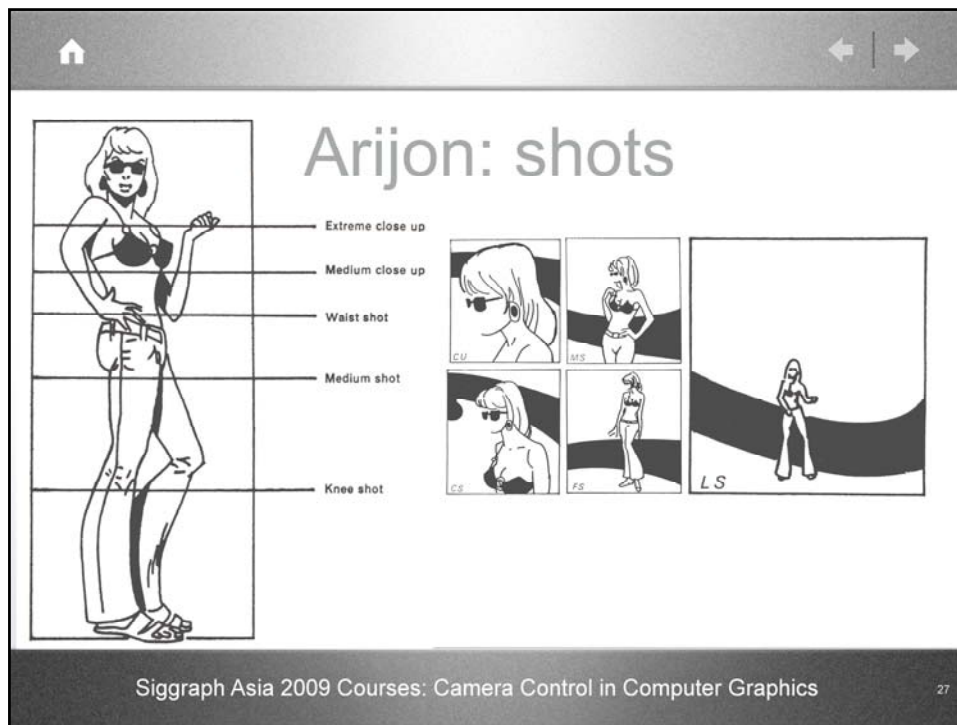 Arijon: shots
Extreme close up
Medium close up
Waist shot
Medium shot
Knee shot
CU
MS
CS
FS
LS
Siggraph Asia 2009 Courses: Camera Control in Computer Graphics
27